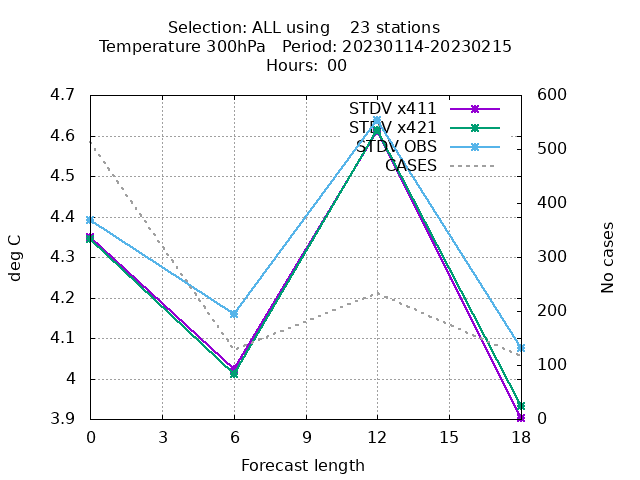 Selection: ALL using    23 stations
Temperature 300hPa   Period: 20230114-20230215
Hours:  00
STDV x411
STDV x421
STDV OBS
CASES
4.7
4.6
4.5
4.4
4.3
4.2
4.1
4
3.9
deg C
600
500
400
300
200
100
0
No cases
0 3 6 9 12 15 18
Forecast length